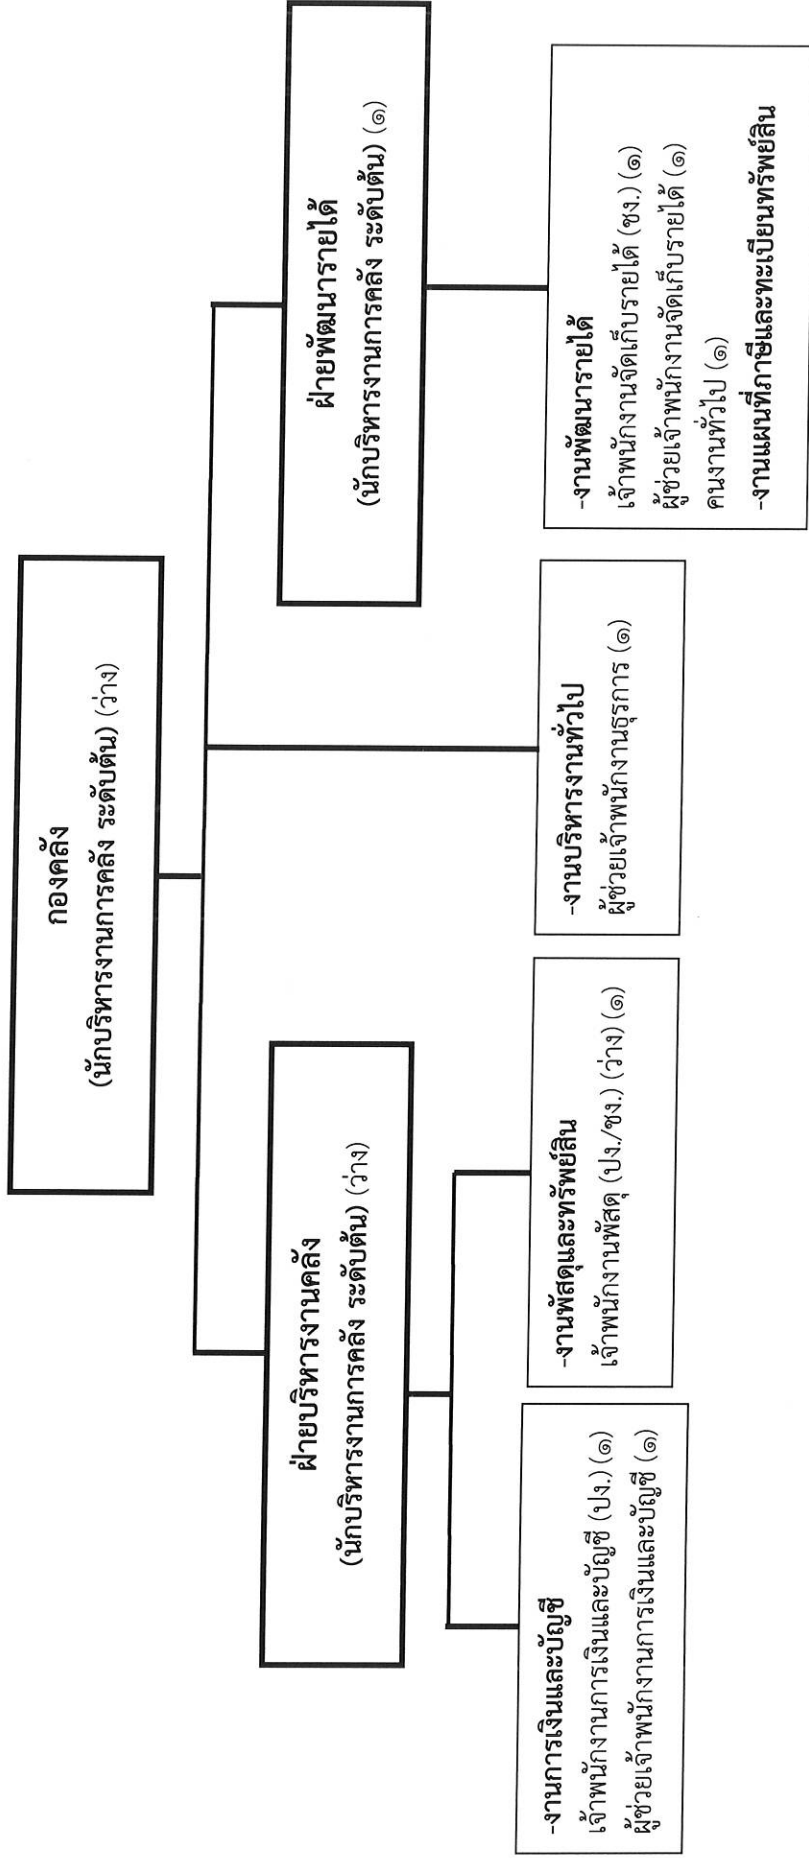 กองคลัง
(นักบริหารงานการคลัง ระดับต้น) (ว่าง)
ฝ่ายบริหารงานคลัง
(นักบริหารงานการคลัง ระดับต้น) (ว่าง)
ฝ่ายพัฒนารายได้
(นักบริหารงานการคลัง ระดับต้น) (๑)
-งานการเงินและบัญชี
เจ้าพนักงานการเงินและบัญชี (ปง.) (๑)
ผู้ช่วยเจ้าพนักงานการเงินและบัญชี (๑)
-งานพัสดุและทรัพย์สิน
เจ้าพนักงานพัสดุ (ปง./ชง.) (ว่าง) (๑)
-งานบริหารงานทั่วไป
ผู้ช่วยเจ้าพนักงานธุรการ (๑)
-งานพัฒนารายได้
เจ้าพนักงานจัดเก็บรายได้ (ชง.) (๑)
ผู้ช่วยเจ้าพนักงานจัดเก็บรายได้ (๑)
คนงานทั่วไป (๑)
-งานแผนที่ภาษีและทะเบียนทรัพย์สิน